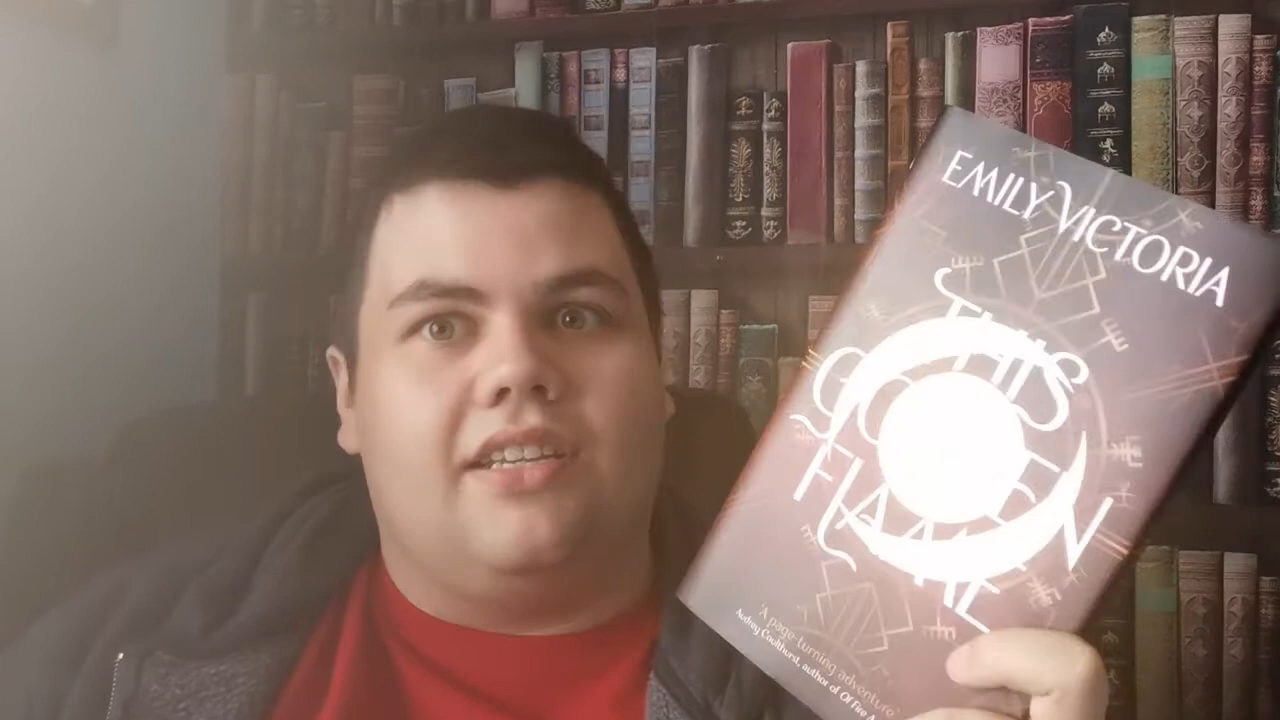 EMILY VICTORIA
THIS
GOLDEN
FLAME
'A page-turning adventure'
Audrey Coulthurst, author of Of Fire